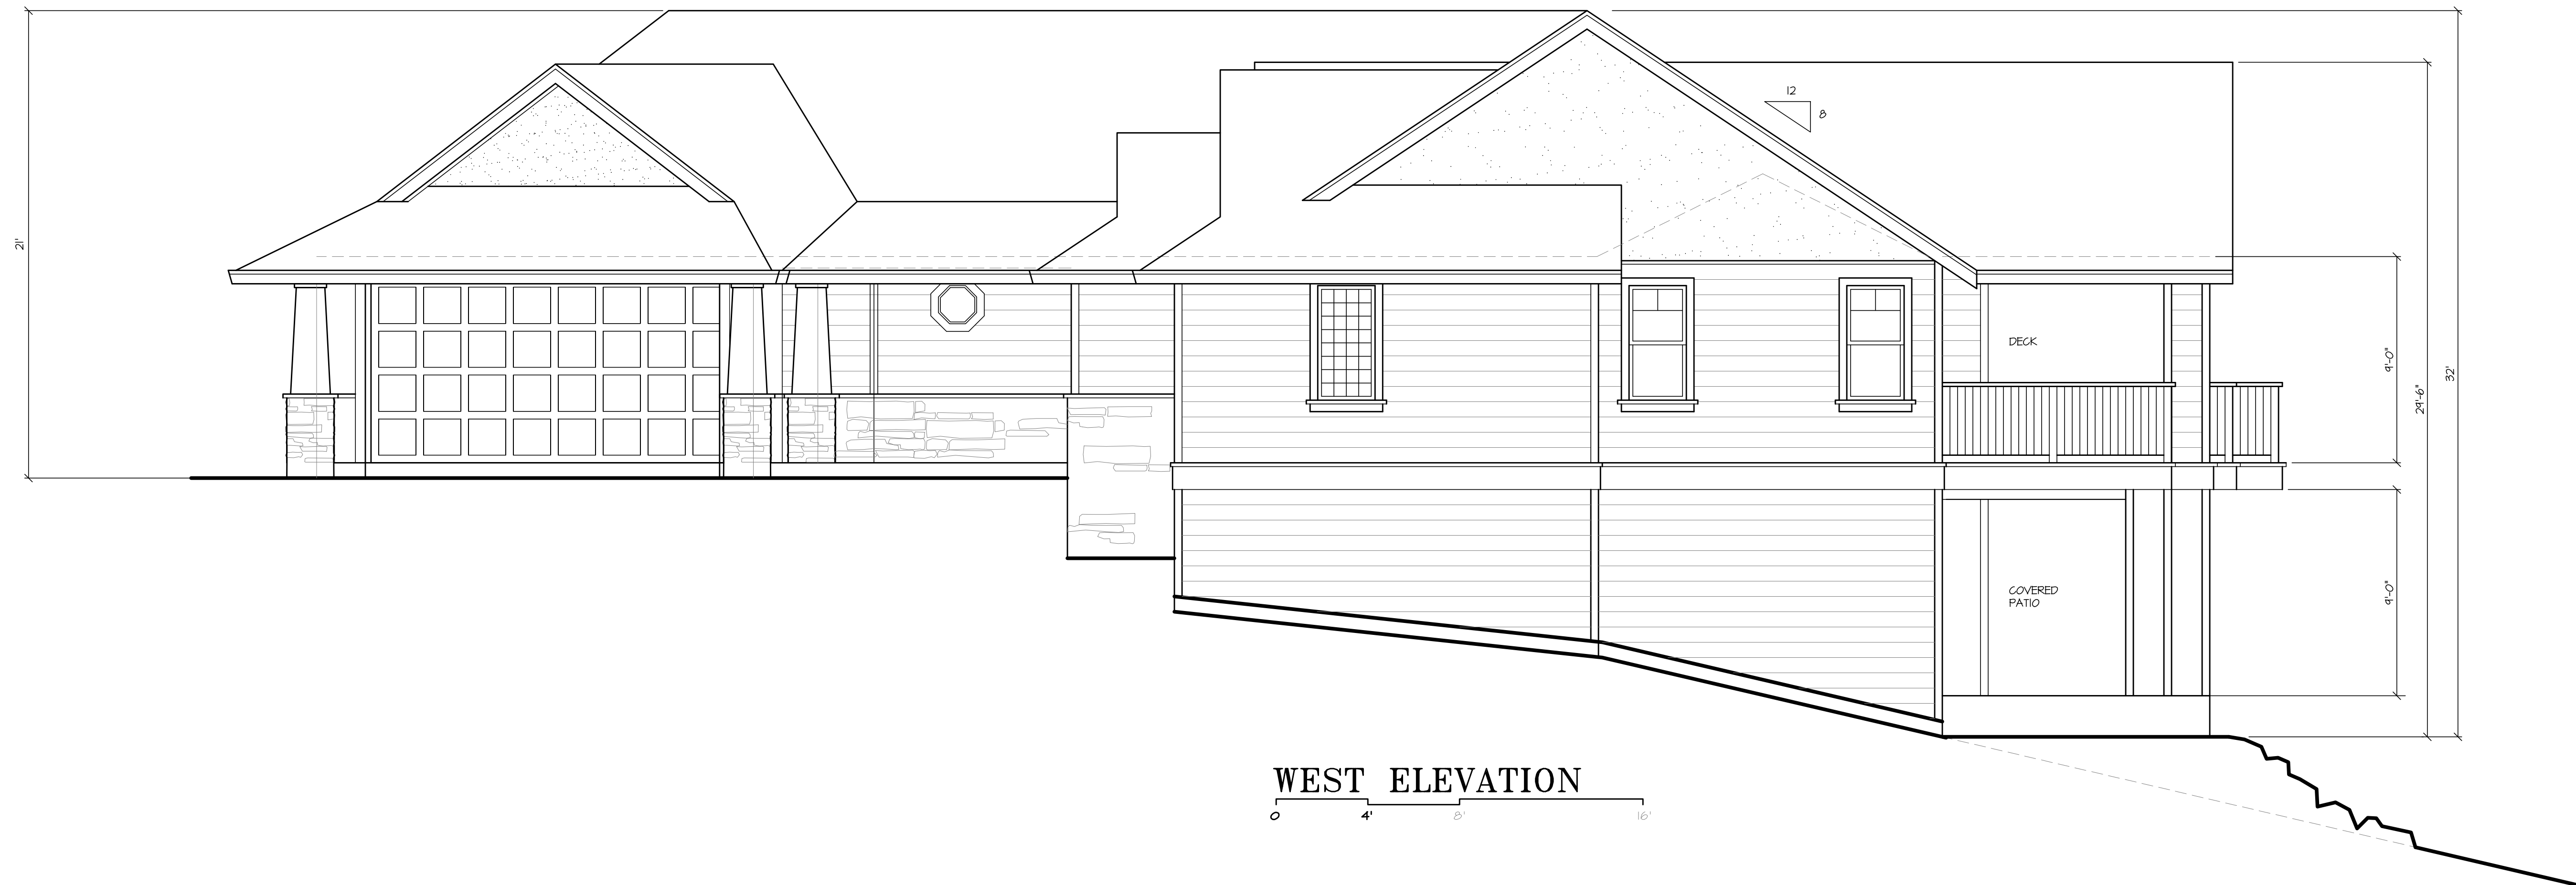 12
8
21'
DECK
9'-0"
29'-6"
32'
COVERED
PATIO
9'-0"
WEST ELEVATION
0 4' 8' 16'